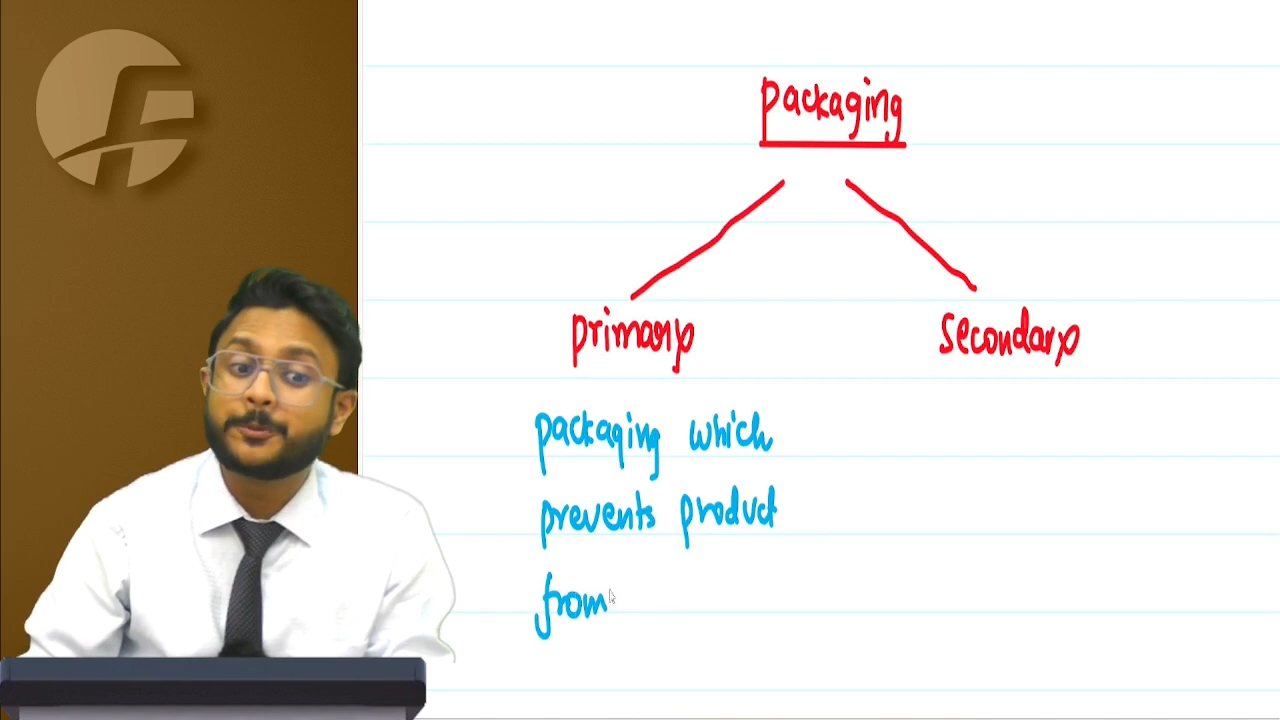 packaging
primary
secondary
packaging which
prevents product
from